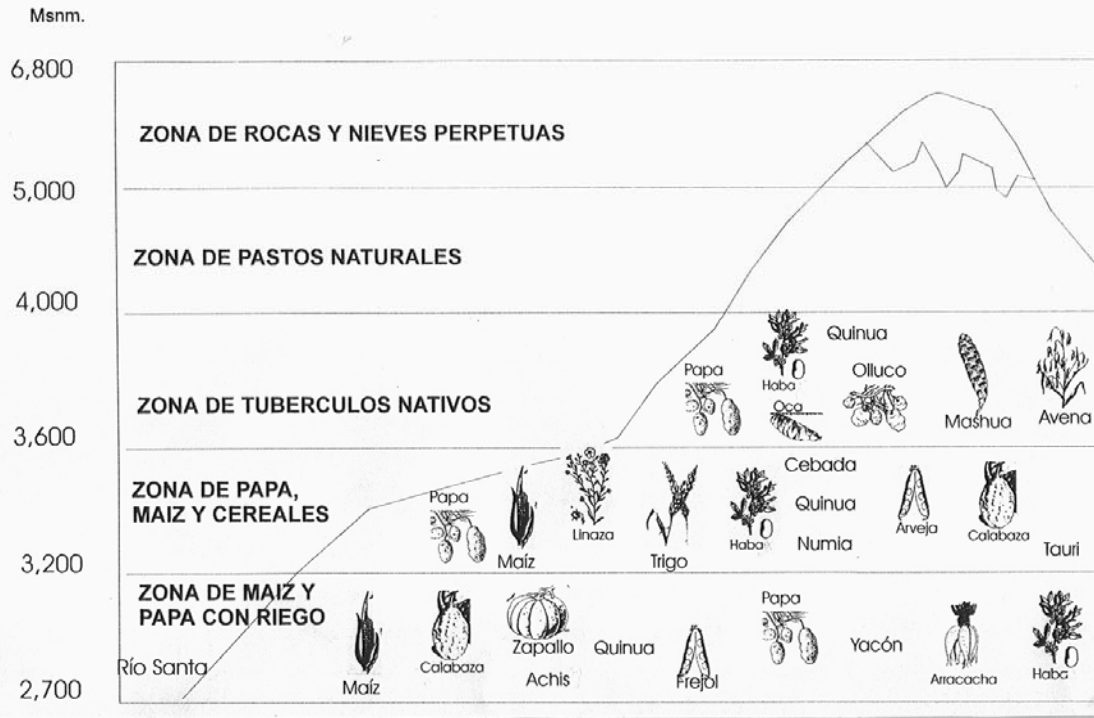 Msnm.
6,800
ZONA DE ROCAS Y NIEVES PERPETUAS
5,000
ZONA DE PASTOS NATURALES
4,000
Quinua
Papa
Haba
Olluco
Oca
Mashua
Avena
ZONA DE TUBERCULOS NATIVOS
3,600
ZONA DE PAPA,
MAIZ Y CEREALES
Papa
Maíz
Linaza
Trigo
Haba
Cebada
Quinua
Numia
Arveja
Calabaza
Tauri
3,200
ZONA DE MAIZ Y
PAPA CON RIEGO
Río Santa
Maíz
Calabaza
Zapallo
Achis
Quinua
Frejol
Papa
Yacón
Arracacha
Haba
2,700